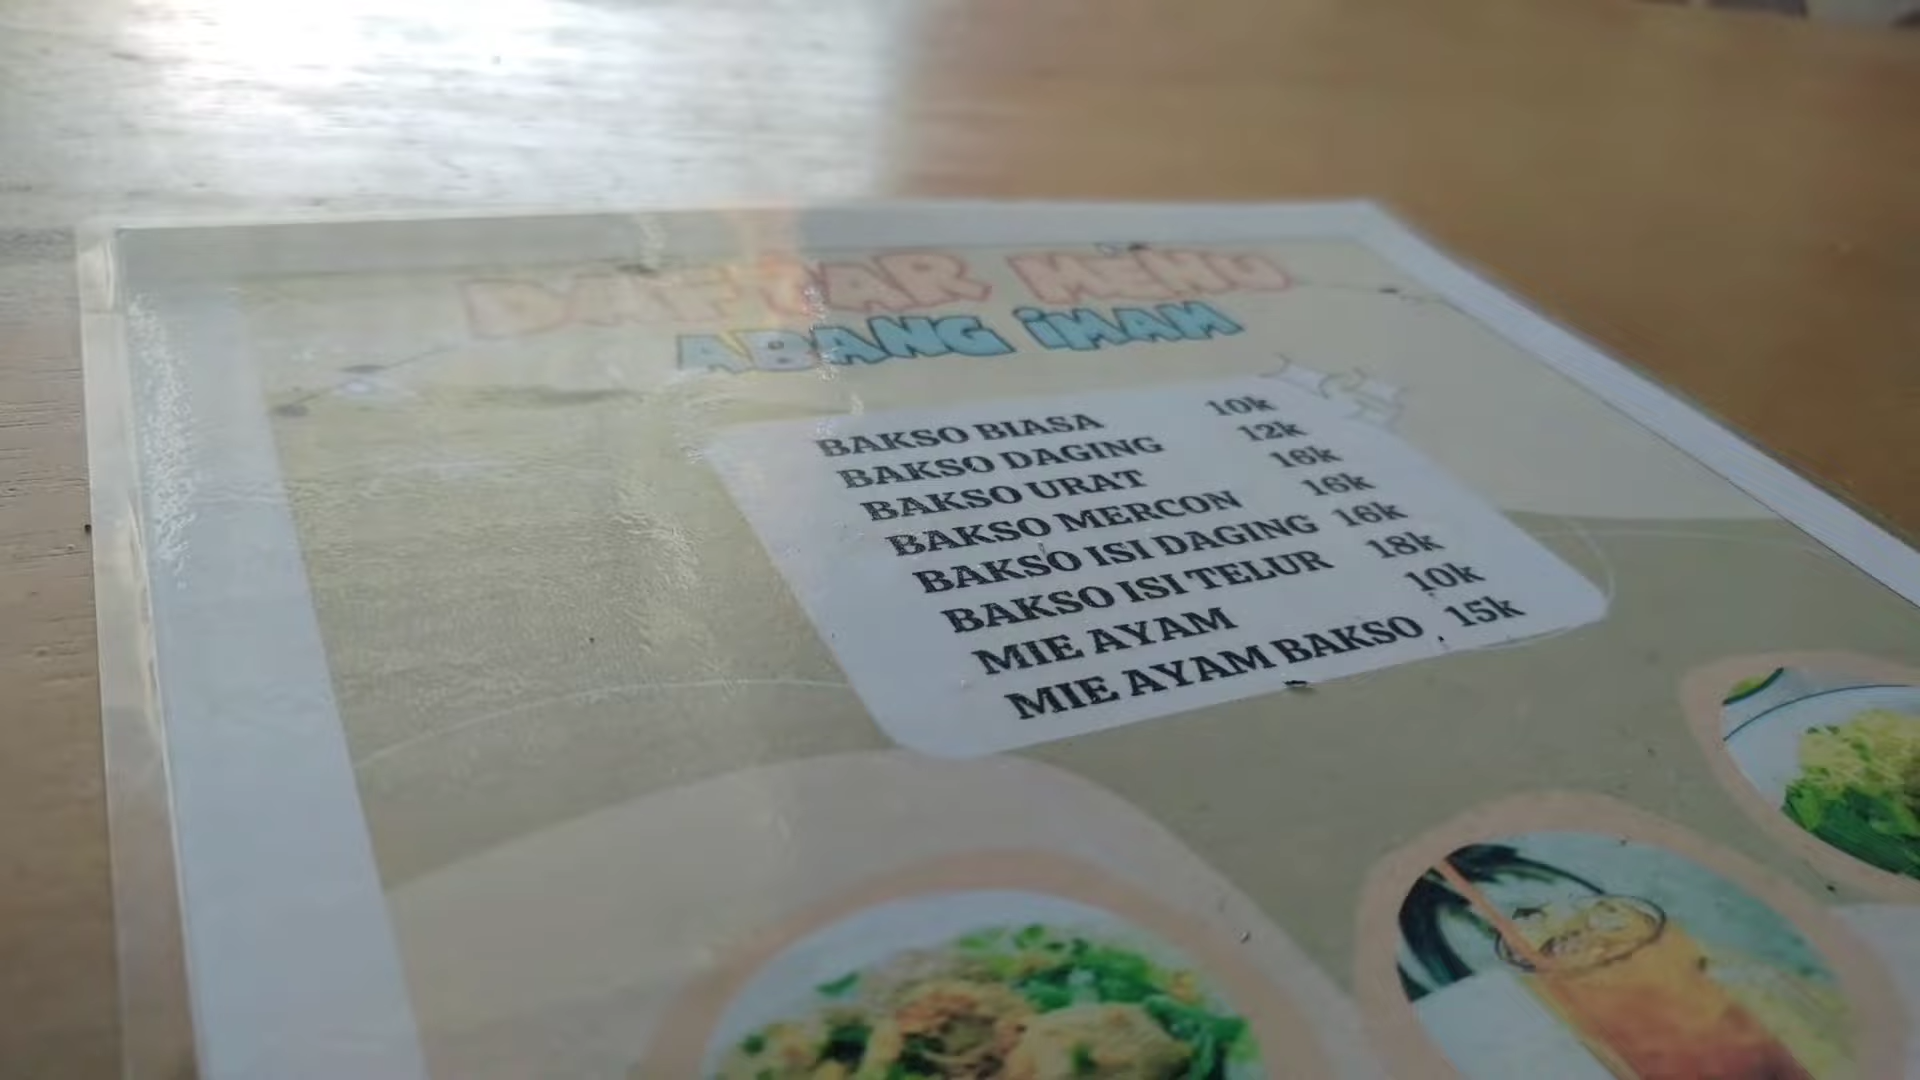 DAFTAR MENU
ABANG IMAM
BAKSO BIASA 10k
BAKSO DAGING 12k
BAKSO URAT 16k
BAKSO MERCON 16k
BAKSO ISI DAGING 16k
BAKSO ISI TELUR 18k
MIE AYAM 10k
MIE AYAM BAKSO 15k